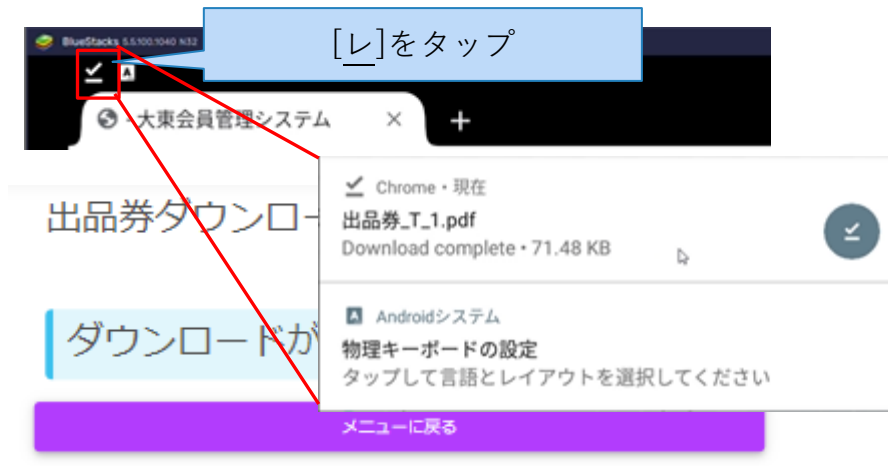 BlueStacks 5.5.100.1040 N32
[レ]をタップ
A
-大東会員管理システム × +
出品券ダウンロー
Chrome・現在
出品券_T_1.pdf
Download complete • 71.48 KB
ダウンロードが
A Androidシステム
物理キーボードの設定
タップして言語とレイアウトを選択してください
メニューに戻る